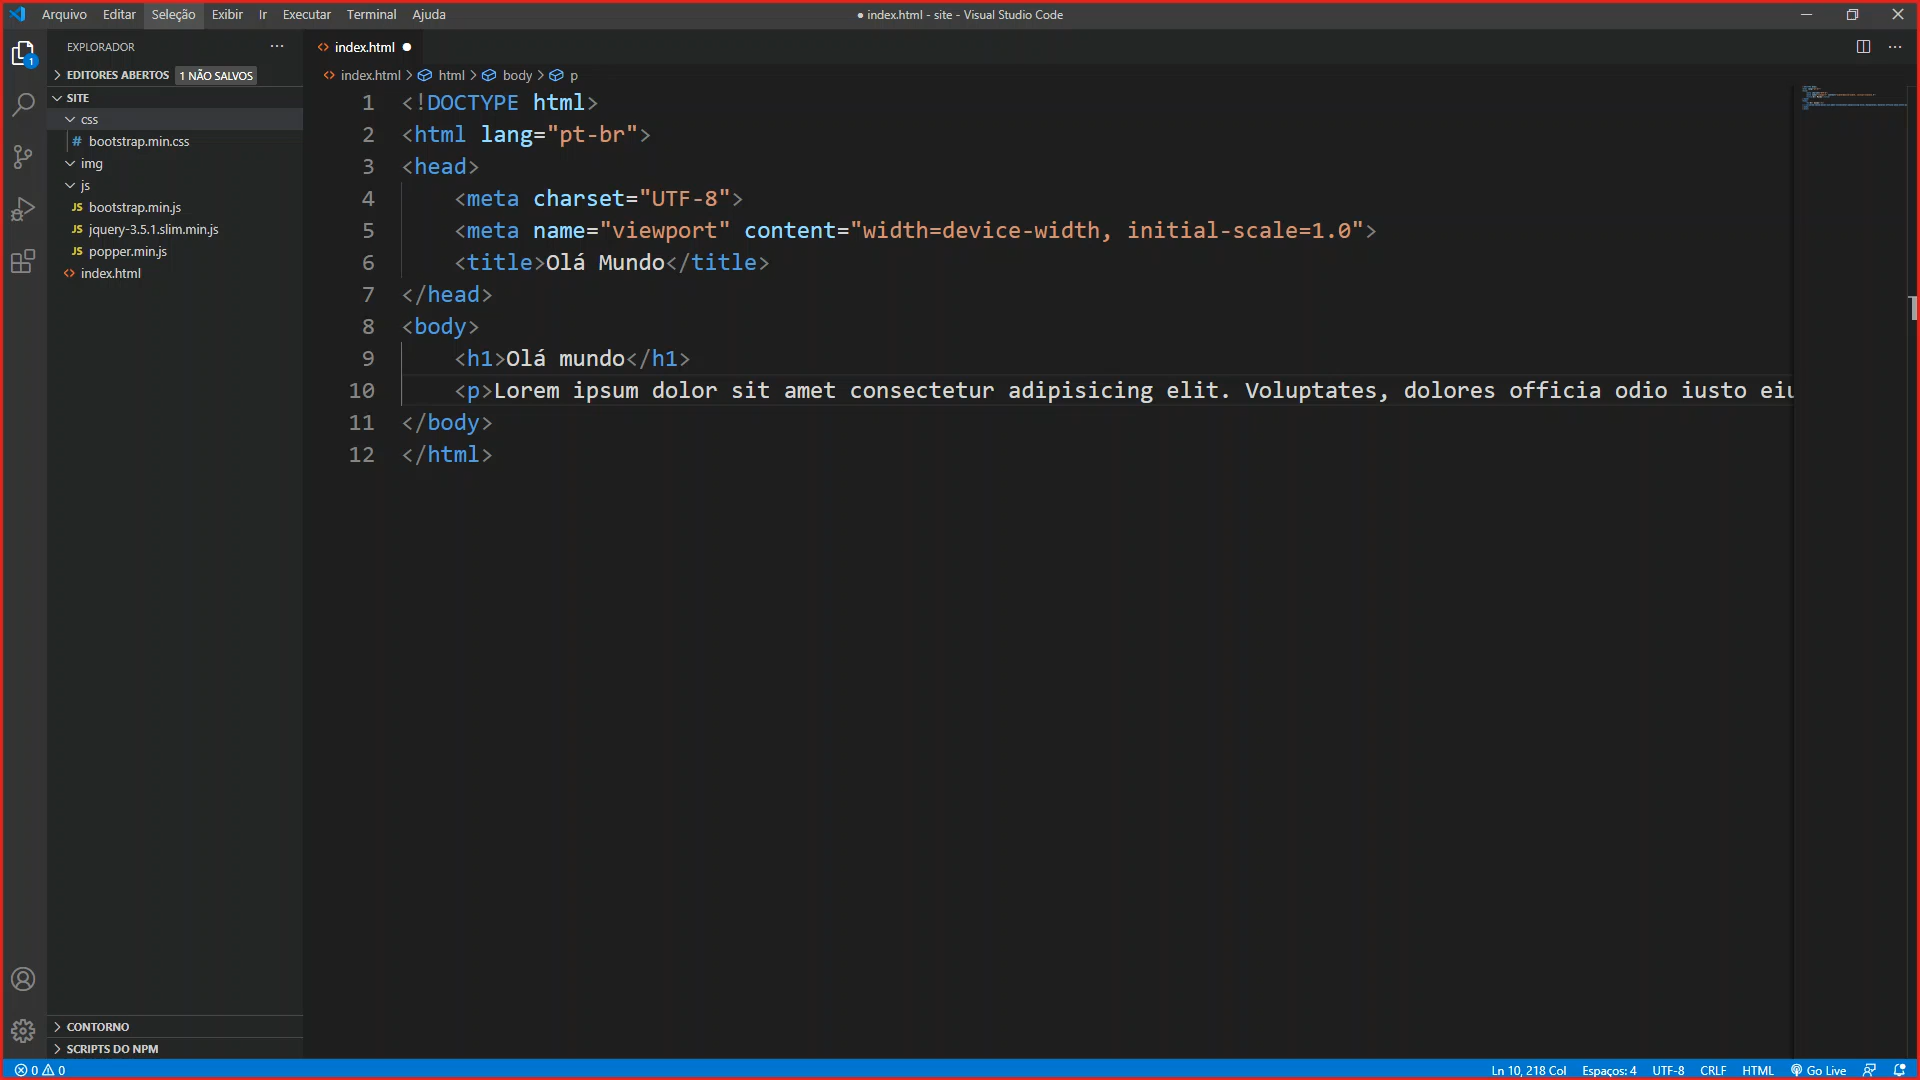 Arquivo Editar Seleção Exibir Ir Executar Terminal Ajuda
● index.html - site - Visual Studio Code
EXPLORADOR
index.html ●
1
EDITORES ABERTOS 1 NÃO SALVOS
index.html > html > body > p
SITE
css
# bootstrap.min.css
img
js
JS bootstrap.min.js
JS jquery-3.5.1.slim.min.js
JS popper.min.js
index.html
1 <!DOCTYPE html>
2 <html lang="pt-br">
3 <head>
4 <meta charset="UTF-8">
5 <meta name="viewport" content="width=device-width, initial-scale=1.0">
6 <title>Olá Mundo</title>
7 </head>
8 <body>
9 <h1>Olá mundo</h1>
10 <p>Lorem ipsum dolor sit amet consectetur adipisicing elit. Voluptates, dolores officia odio iusto eiu
11 </body>
12 </html>
CONTORNO
SCRIPTS DO NPM
0 0
Ln 10, 218 Col Espaços: 4 UTF-8 CRLF HTML Go Live